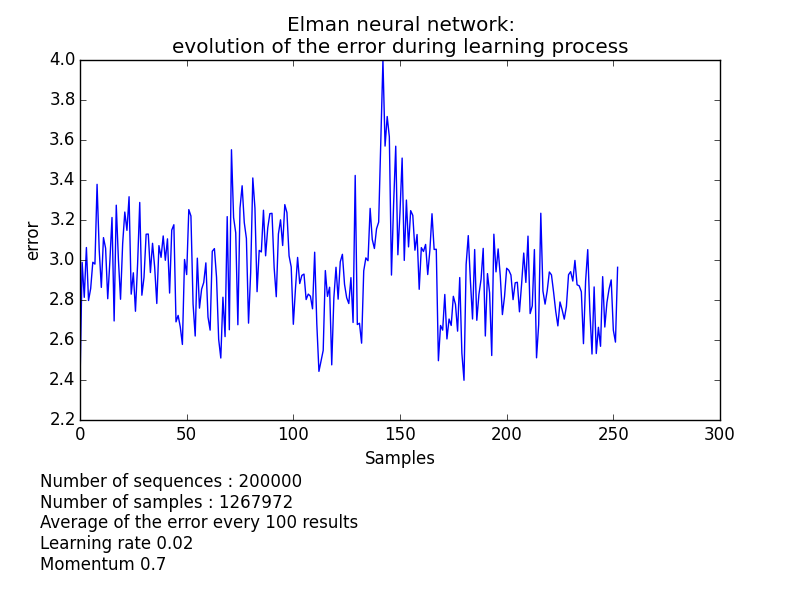 Elman neural network:
evolution of the error during learning process
4.0
3.8
3.6
3.4
3.2
3.0
2.8
2.6
2.4
2.2
error
0 50 100 150 200 250 300
Samples
Number of sequences : 200000
Number of samples : 1267972
Average of the error every 100 results
Learning rate 0.02
Momentum 0.7